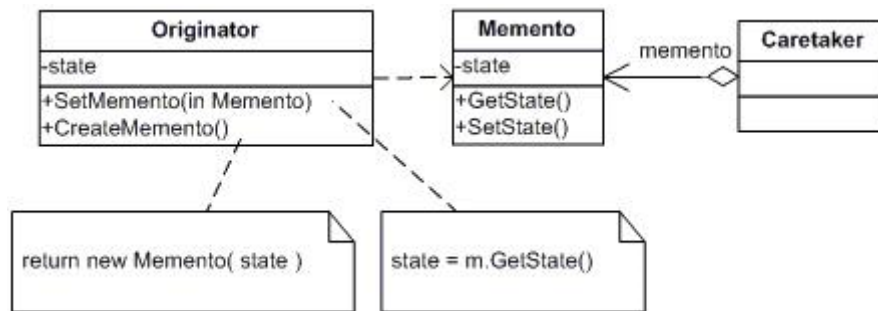 Originator
-state
+SetMemento(in Memento)
+CreateMemento()
Memento
-state
+GetState()
+SetState()
memento
Caretaker
return new Memento( state )
state = m.GetState()